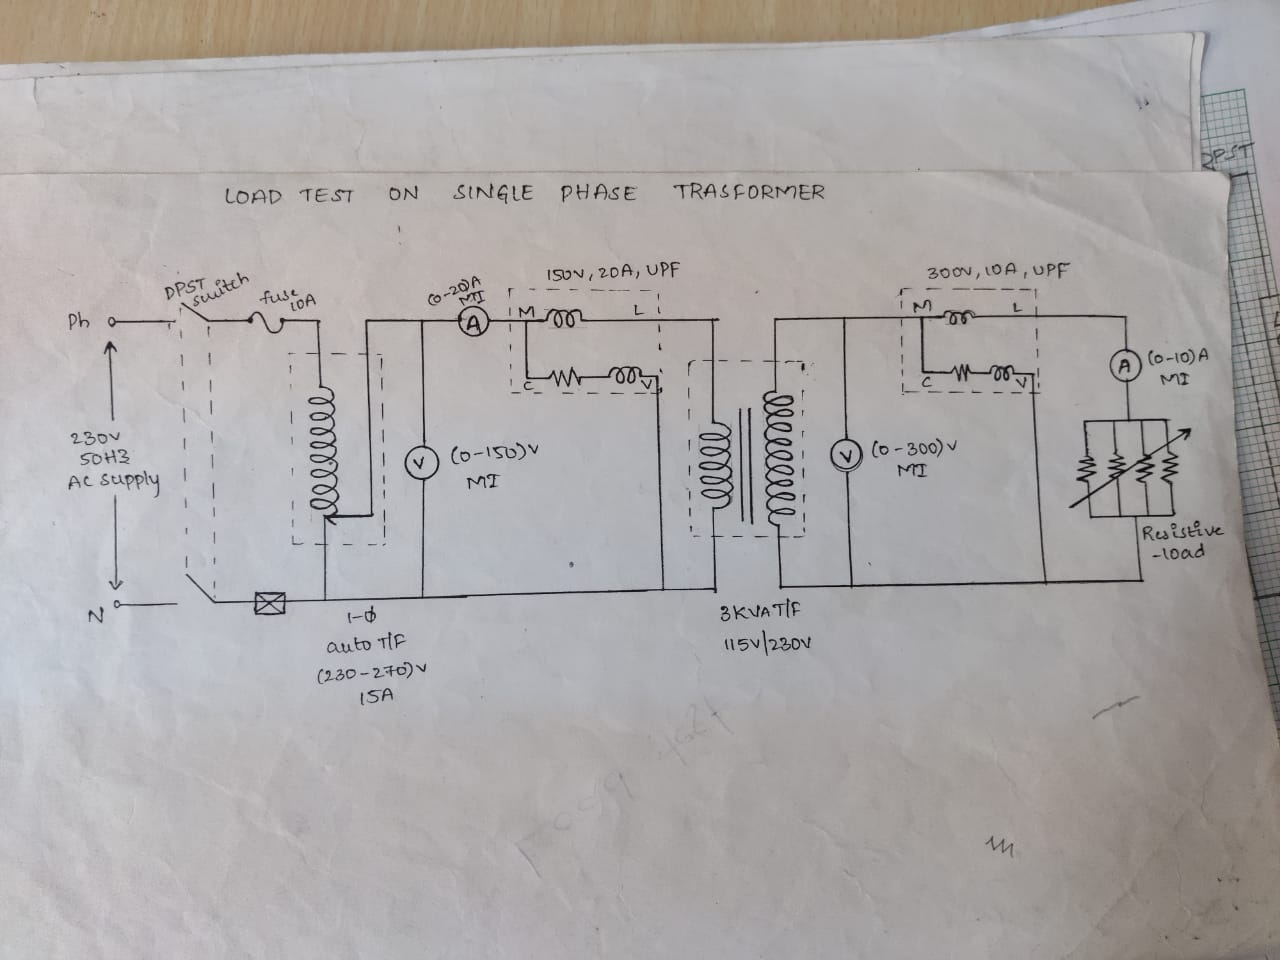 LOAD TEST ON SINGLE PHASE TRASFORMER
DPST
switch
fuse
10A
(0-20)A
MI
A
150V, 20A, UPF
M
L
C
V
300V, 10A, UPF
M
L
C
V
Ph
230V
50HZ
AC supply
N
V
(0-150)V
MI
V
(0-300)V
MI
A
(0-10)A
MI
Resistive
-load
1-Φ
auto T/F
(230-270)V
15A
3KVA T/F
115V/230V
DPST